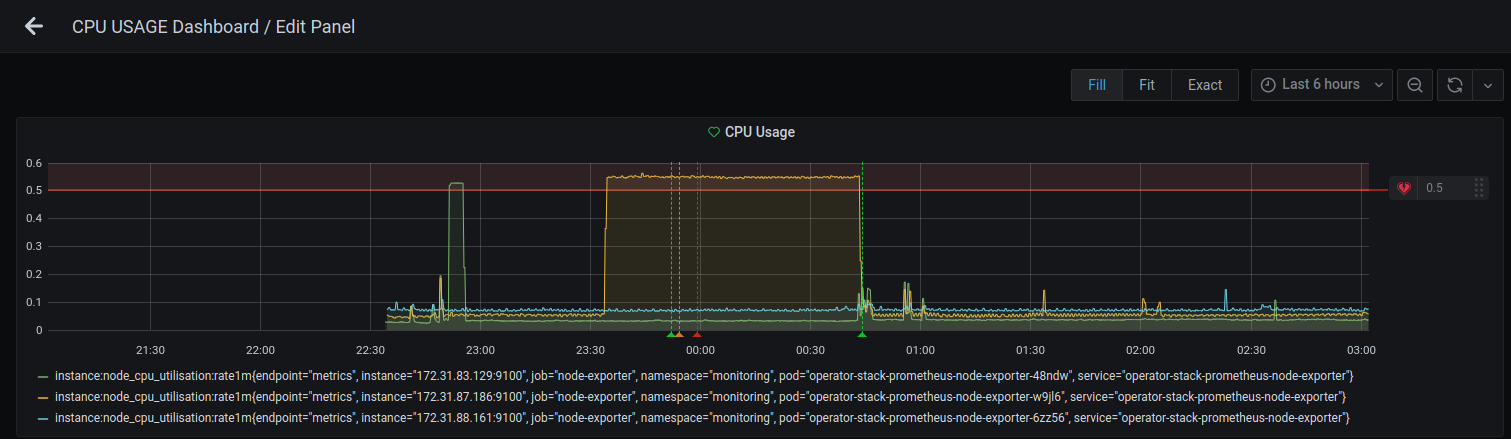 CPU USAGE Dashboard / Edit Panel
Fill Fit Exact Last 6 hours
CPU Usage
0.6
0.5 0.5
0.4
0.3
0.2
0.1
0
21:30 22:00 22:30 23:00 23:30 00:00 00:30 01:00 01:30 02:00 02:30 03:00
instance:node_cpu_utilisation:rate1m{endpoint="metrics", instance="172.31.83.129:9100", job="node-exporter", namespace="monitoring", pod="operator-stack-prometheus-node-exporter-48ndw", service="operator-stack-prometheus-node-exporter"}
instance:node_cpu_utilisation:rate1m{endpoint="metrics", instance="172.31.87.186:9100", job="node-exporter", namespace="monitoring", pod="operator-stack-prometheus-node-exporter-w9jl6", service="operator-stack-prometheus-node-exporter"}
instance:node_cpu_utilisation:rate1m{endpoint="metrics", instance="172.31.88.161:9100", job="node-exporter", namespace="monitoring", pod="operator-stack-prometheus-node-exporter-6zz56", service="operator-stack-prometheus-node-exporter"}